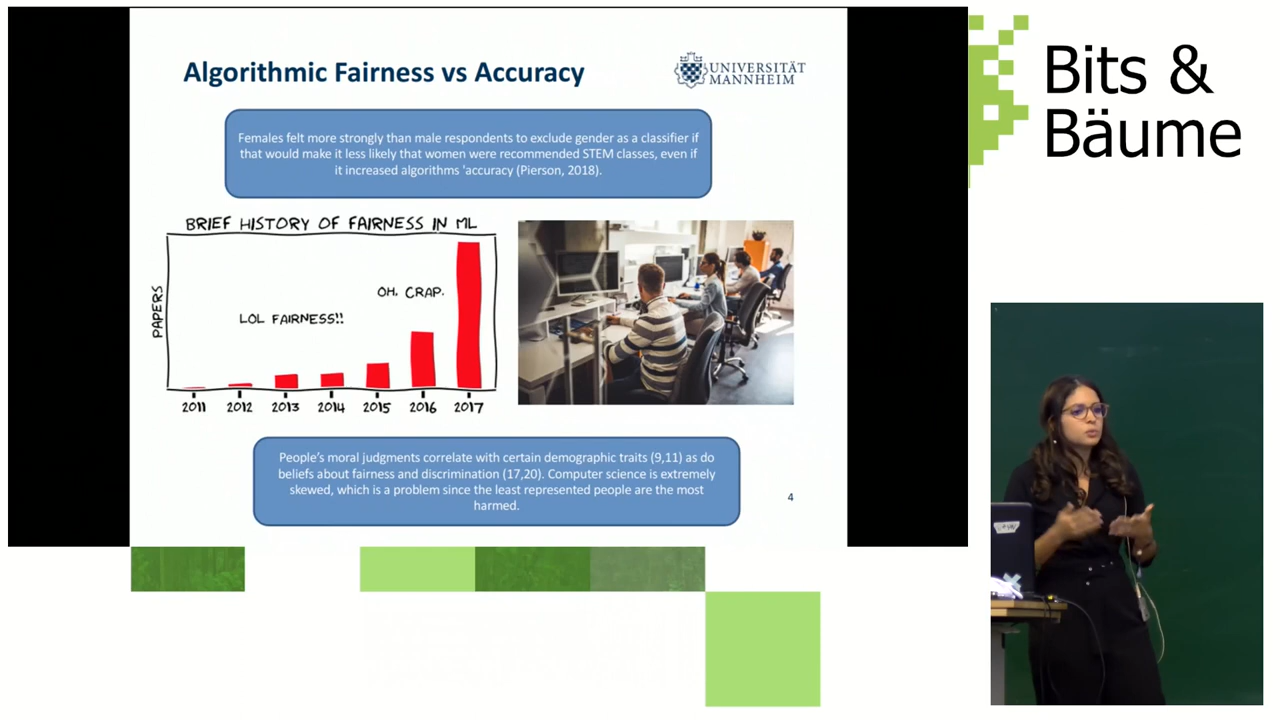 Algorithmic Fairness vs Accuracy
UNIVERSITÄT
MANNHEIM
Bits &
Bäume
Females felt more strongly than male respondents to exclude gender as a classifier if
that would make it less likely that women were recommended STEM classes, even if
it increased algorithms 'accuracy (Pierson, 2018).
BRIEF HISTORY OF FAIRNESS IN ML
PAPERS
OH, CRAP.
LOL FAIRNESS!!
2011 2012 2013 2014 2015 2016 2017
People's moral judgments correlate with certain demographic traits (9,11) as do
beliefs about fairness and discrimination (17,20). Computer science is extremely
skewed, which is a problem since the least represented people are the most
harmed.
4